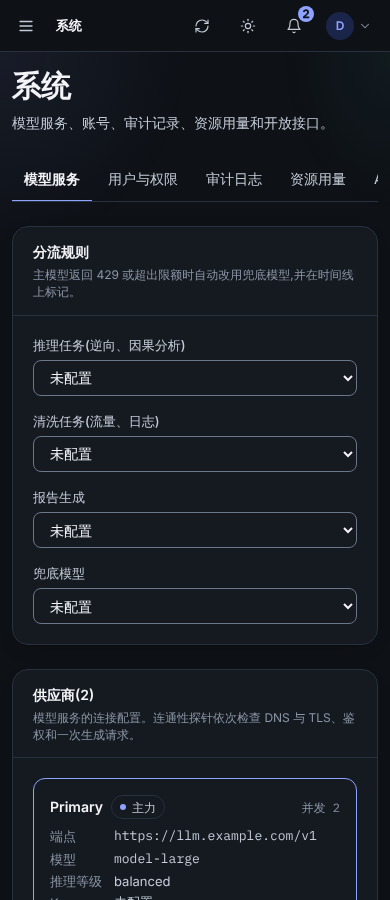 系统
2
D
系统
模型服务、账号、审计记录、资源用量和开放接口。
模型服务 用户与权限 审计日志 资源用量
分流规则
主模型返回 429 或超出限额时自动改用兜底模型,并在时间线
上标记。
推理任务(逆向、因果分析)
未配置
清洗任务(流量、日志)
未配置
报告生成
未配置
兜底模型
未配置
供应商(2)
模型服务的连接配置。连通性探针依次检查 DNS 与 TLS、鉴
权和一次生成请求。
Primary 主力 并发 2
端点 https://llm.example.com/v1
模型 model-large
推理等级 balanced